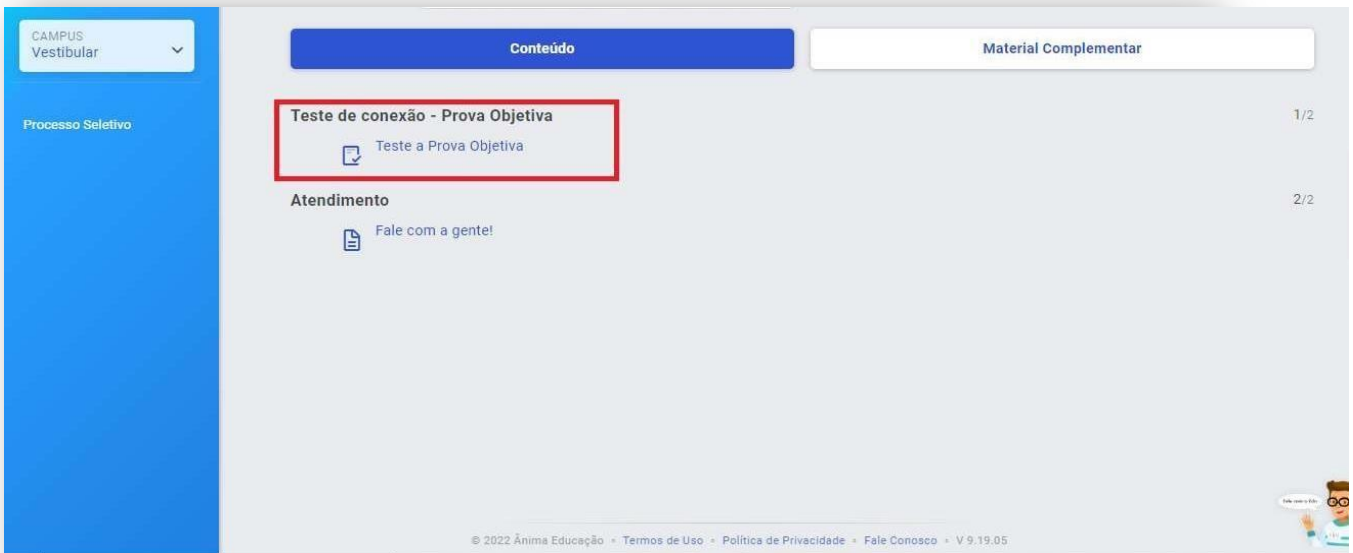 CAMPUS
Vestibular
Processo Seletivo
Conteúdo
Material Complementar
Teste de conexão - Prova Objetiva
1/2
Teste a Prova Objetiva
Atendimento
2/2
Fale com a gente!
© 2022 Ânima Educação • Termos de Uso • Política de Privacidade • Fale Conosco • V 9.19.05